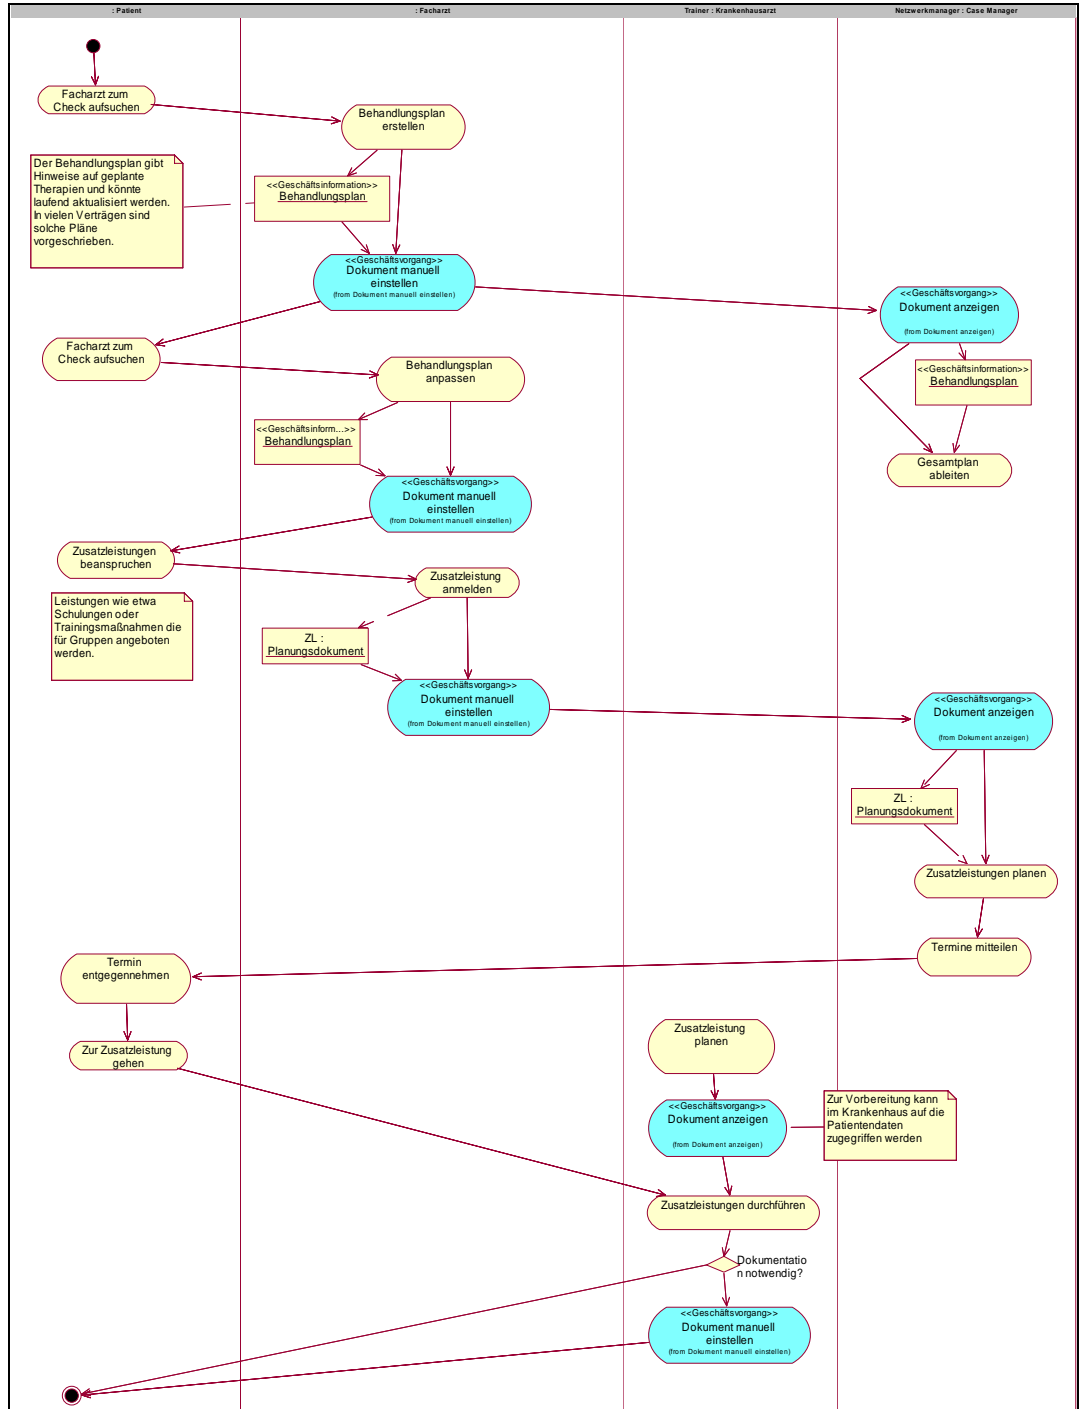 : Patient
: Facharzt
Trainer : Krankenhausarzt
Netzwerkmanager : Case Manager
Facharzt zum
Check aufsuchen
Behandlungsplan
erstellen
Der Behandlungsplan gibt
Hinweise auf geplante
Therapien und könnte
laufend aktualisiert werden.
In vielen Verträgen sind
solche Pläne
vorgeschrieben.
<<Geschäftsinformation>>
Behandlungsplan
<<Geschäftsvorgang>>
Dokument manuell
einstellen
(from Dokument manuell einstellen)
<<Geschäftsvorgang>>
Dokument anzeigen
(from Dokument anzeigen)
Facharzt zum
Check aufsuchen
Behandlungsplan
anpassen
<<Geschäftsinformation>>
Behandlungsplan
<<Geschäftsinform...>>
Behandlungsplan
Gesamtplan
ableiten
<<Geschäftsvorgang>>
Dokument manuell
einstellen
(from Dokument manuell einstellen)
Zusatzleistungen
beanspruchen
Zusatzleistung
anmelden
Leistungen wie etwa
Schulungen oder
Trainingsmaßnahmen die
für Gruppen angeboten
werden.
ZL :
Planungsdokument
<<Geschäftsvorgang>>
Dokument manuell
einstellen
(from Dokument manuell einstellen)
<<Geschäftsvorgang>>
Dokument anzeigen
(from Dokument anzeigen)
ZL :
Planungsdokument
Zusatzleistungen planen
Termine mitteilen
Termin
entgegennehmen
Zur Zusatzleistung
gehen
Zusatzleistung
planen
<<Geschäftsvorgang>>
Dokument anzeigen
(from Dokument anzeigen)
Zur Vorbereitung kann
im Krankenhaus auf die
Patientendaten
zugegriffen werden
Zusatzleistungen durchführen
Dokumentatio
n notwendig?
<<Geschäftsvorgang>>
Dokument manuell
einstellen
(from Dokument manuell einstellen)